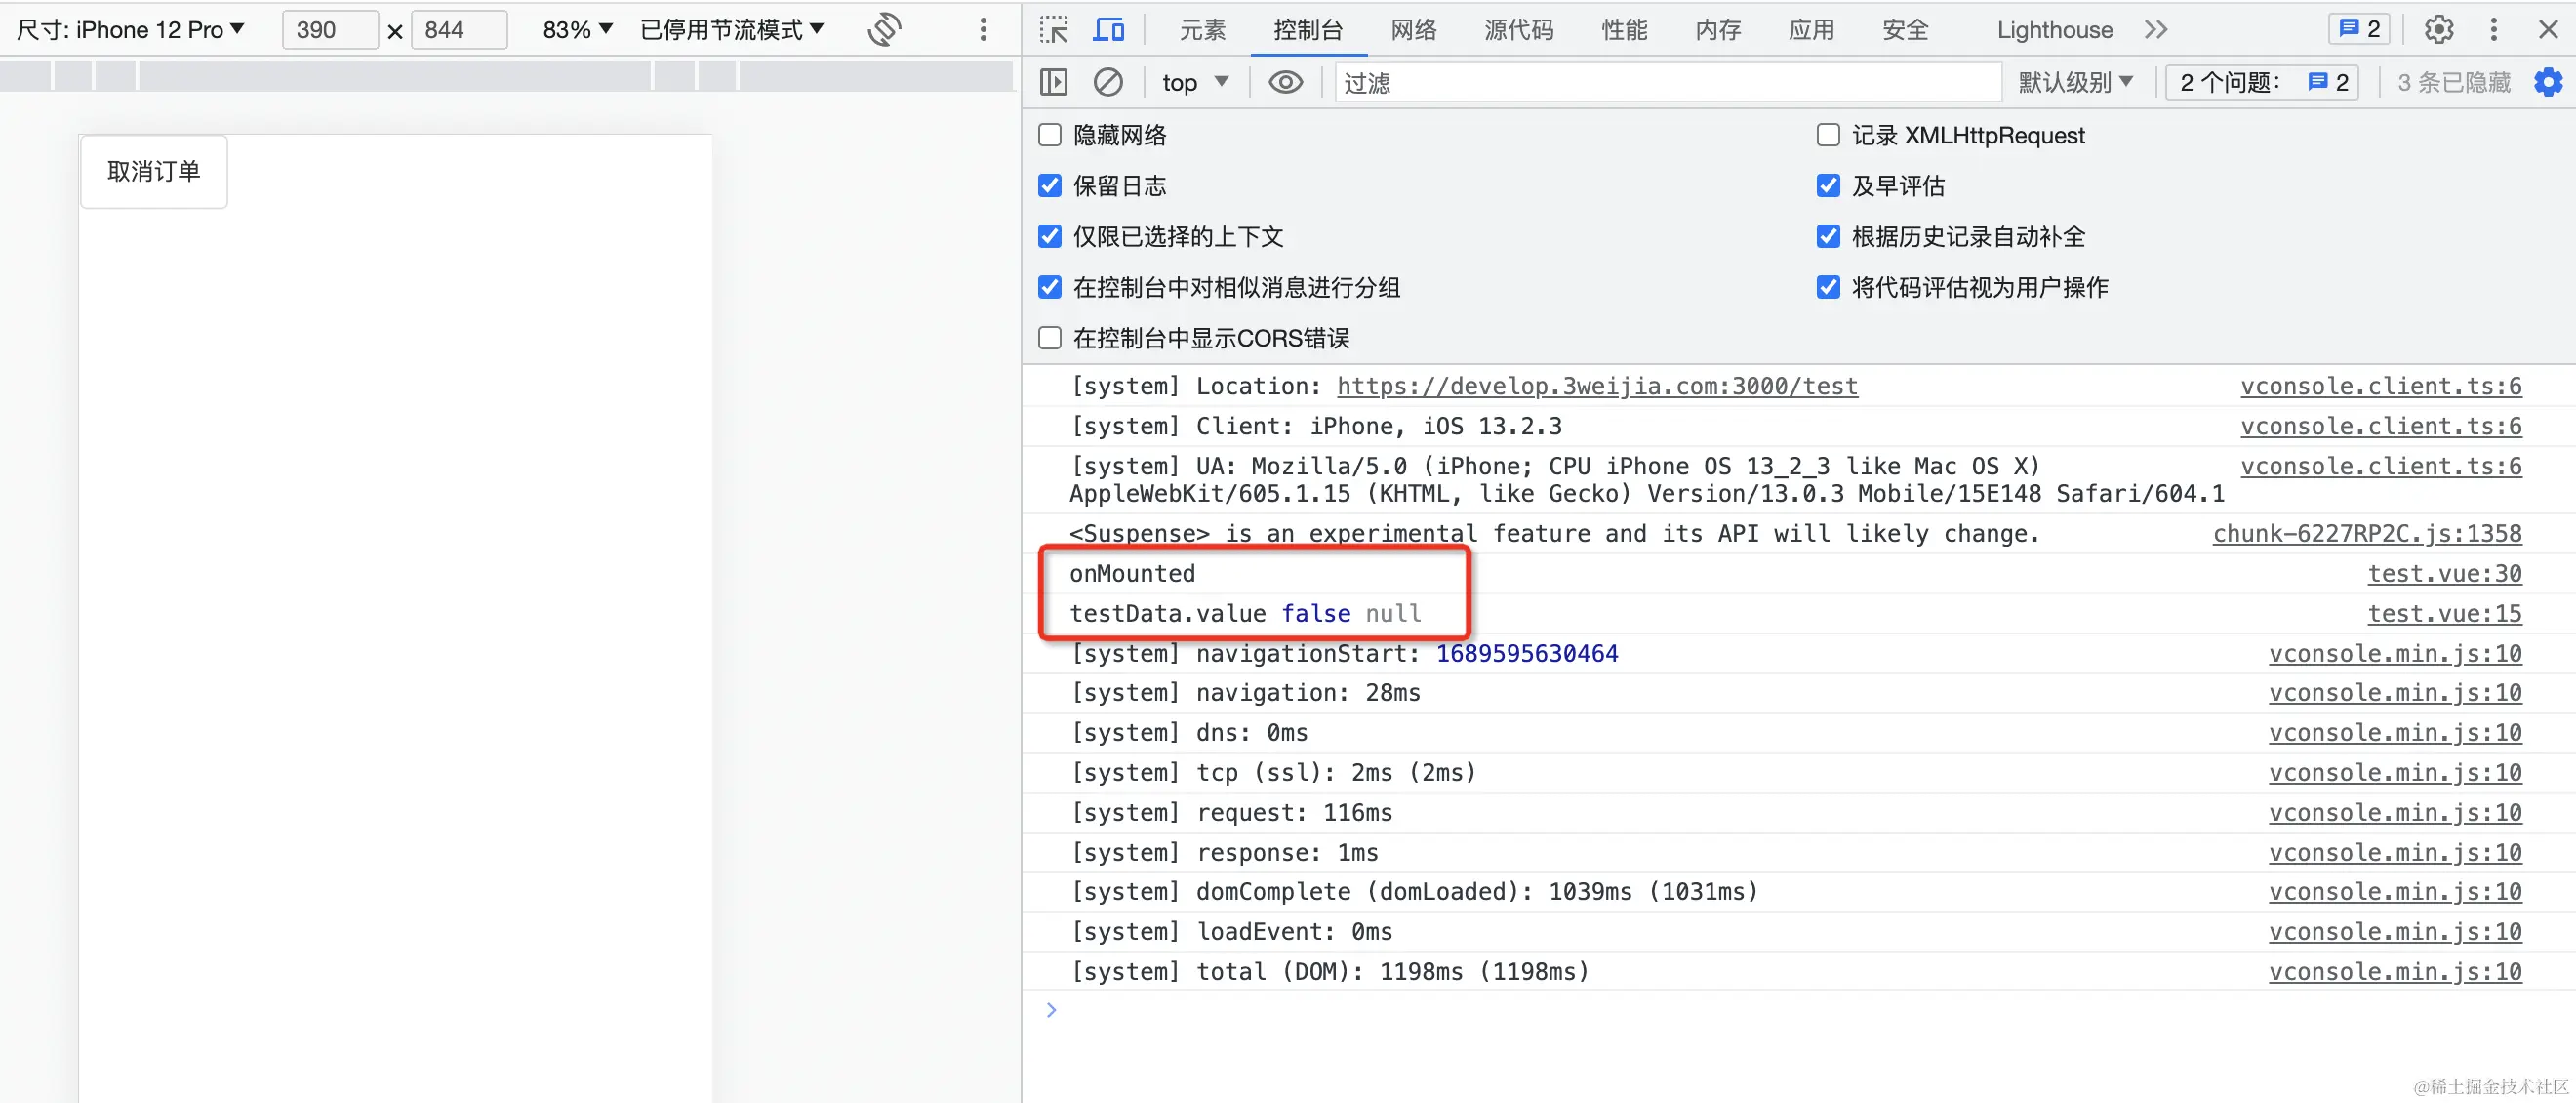 尺寸: iPhone 12 Pro ▼ 390 × 844 83% ▼ 已停用节流模式 ▼
元素 控制台 网络 源代码 性能 内存 应用 安全 Lighthouse 2
top ▼ 过滤 默认级别 ▼ 2 个问题： 2 3 条已隐藏
取消订单
隐藏网络 记录 XMLHttpRequest
保留日志 及早评估
仅限已选择的上下文 根据历史记录自动补全
在控制台中对相似消息进行分组 将代码评估视为用户操作
在控制台中显示CORS错误
[system] Location: https://develop.3weijia.com:3000/test vconsole.client.ts:6
[system] Client: iPhone, iOS 13.2.3 vconsole.client.ts:6
[system] UA: Mozilla/5.0 (iPhone; CPU iPhone OS 13_2_3 like Mac OS X) vconsole.client.ts:6
AppleWebKit/605.1.15 (KHTML, like Gecko) Version/13.0.3 Mobile/15E148 Safari/604.1
<Suspense> is an experimental feature and its API will likely change. chunk-6227RP2C.js:1358
onMounted test.vue:30
testData.value false null test.vue:15
[system] navigationStart: 1689595630464 vconsole.min.js:10
[system] navigation: 28ms vconsole.min.js:10
[system] dns: 0ms vconsole.min.js:10
[system] tcp (ssl): 2ms (2ms) vconsole.min.js:10
[system] request: 116ms vconsole.min.js:10
[system] response: 1ms vconsole.min.js:10
[system] domComplete (domLoaded): 1039ms (1031ms) vconsole.min.js:10
[system] loadEvent: 0ms vconsole.min.js:10
[system] total (DOM): 1198ms (1198ms) vconsole.min.js:10
@稀土掘金技术社区